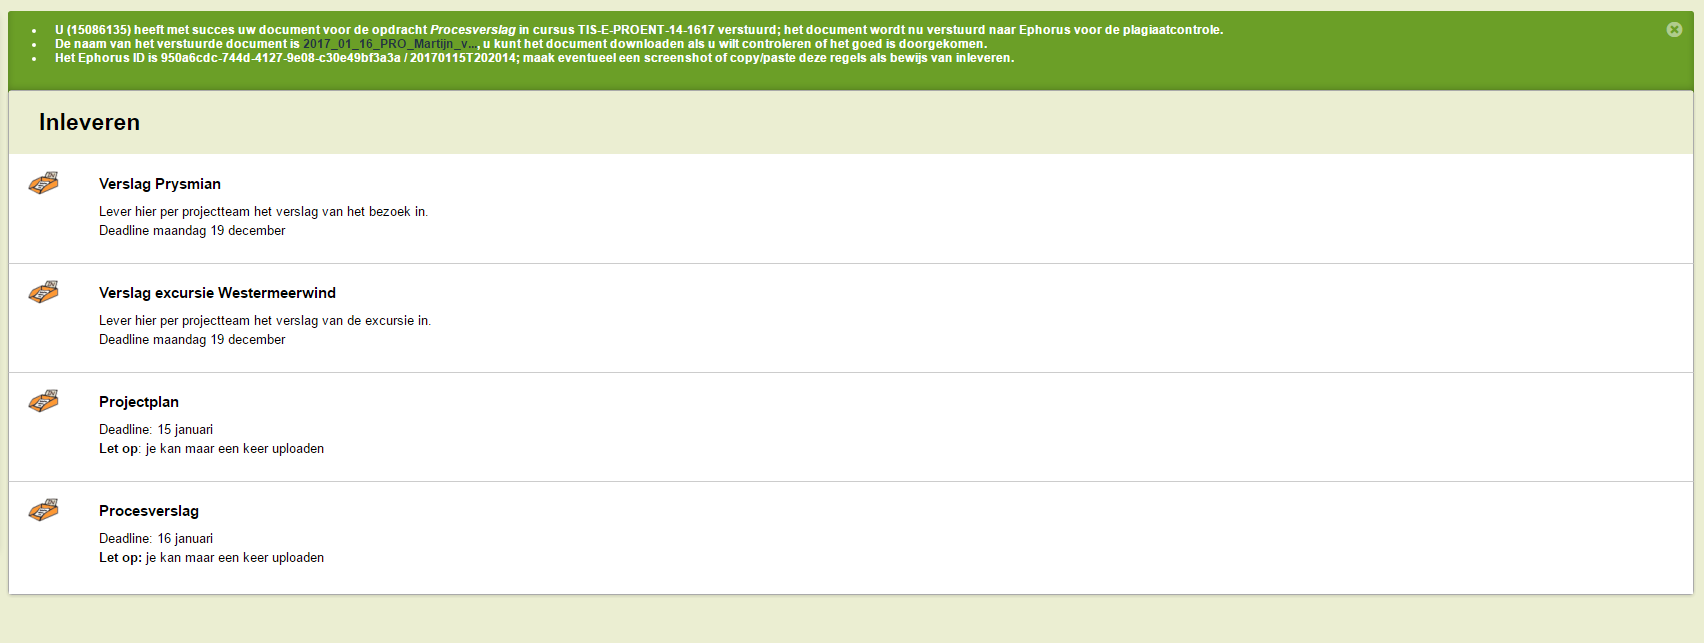 U (15086135) heeft met succes uw document voor de opdracht Procesverslag in cursus TIS-E-PROENT-14-1617 verstuurd; het document wordt nu verstuurd naar Ephorus voor de plagiaatcontrole.
De naam van het verstuurde document is 2017_01_16_PRO_Martijn_v..., u kunt het document downloaden als u wilt controleren of het goed is doorgekomen.
Het Ephorus ID is 950a6cdc-744d-4127-9e08-c30e49bf3a3a / 20170115T202014; maak eventueel een screenshot of copy/paste deze regels als bewijs van inleveren.
Inleveren
Verslag Prysmian
Lever hier per projectteam het verslag van het bezoek in.
Deadline maandag 19 december
Verslag excursie Westermeerwind
Lever hier per projectteam het verslag van de excursie in.
Deadline maandag 19 december
Projectplan
Deadline: 15 januari
Let op: je kan maar een keer uploaden
Procesverslag
Deadline: 16 januari
Let op: je kan maar een keer uploaden